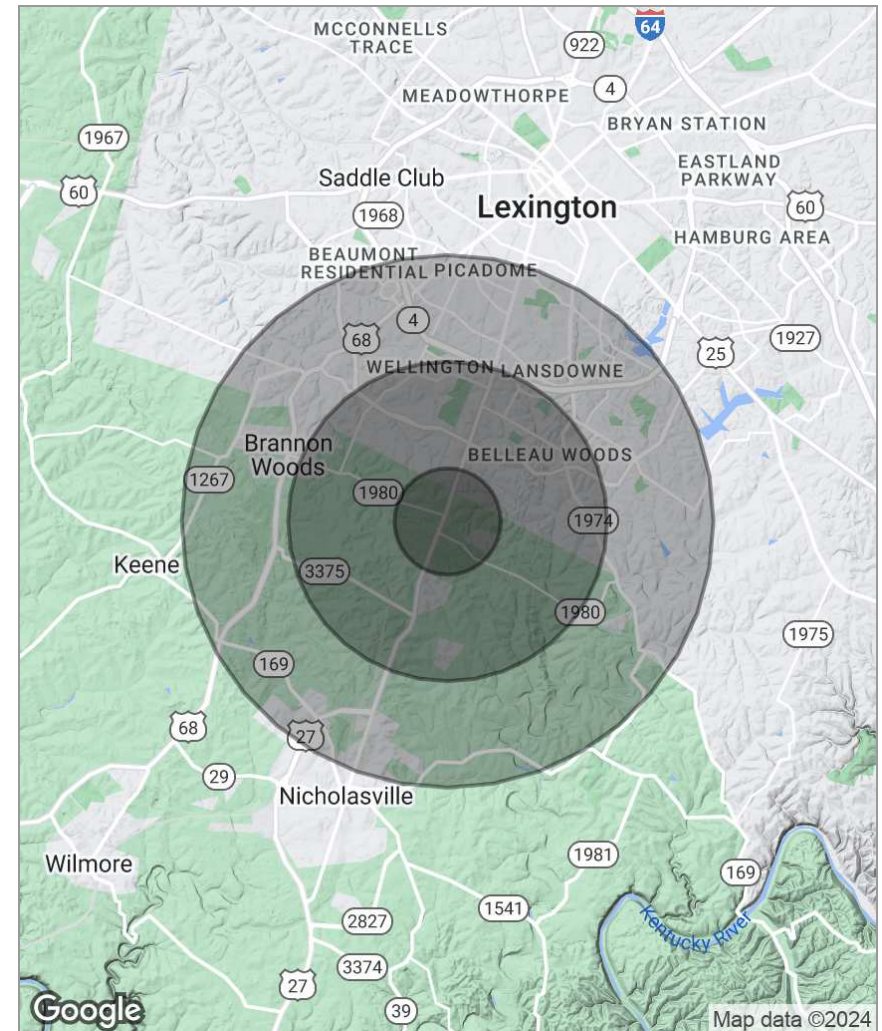 MCCONNELLS
TRACE
64
922
MEADOWTHORPE
4
1967
BRYAN STATION
EASTLAND
PARKWAY
60
Saddle Club
1968
Lexington
60
HAMBURG AREA
BEAUMONT
RESIDENTIAL
PICADOME
4
68
25
1927
WELLINGTON
LANSDOWNE
Brannon
Woods
BELLEAU WOODS
1267
1980
1974
Keene
3375
1980
1975
169
68
27
29
Nicholasville
Wilmore
1981
169
1541
2827
Kentucky River
3374
27
39
Google
Map data ©2024